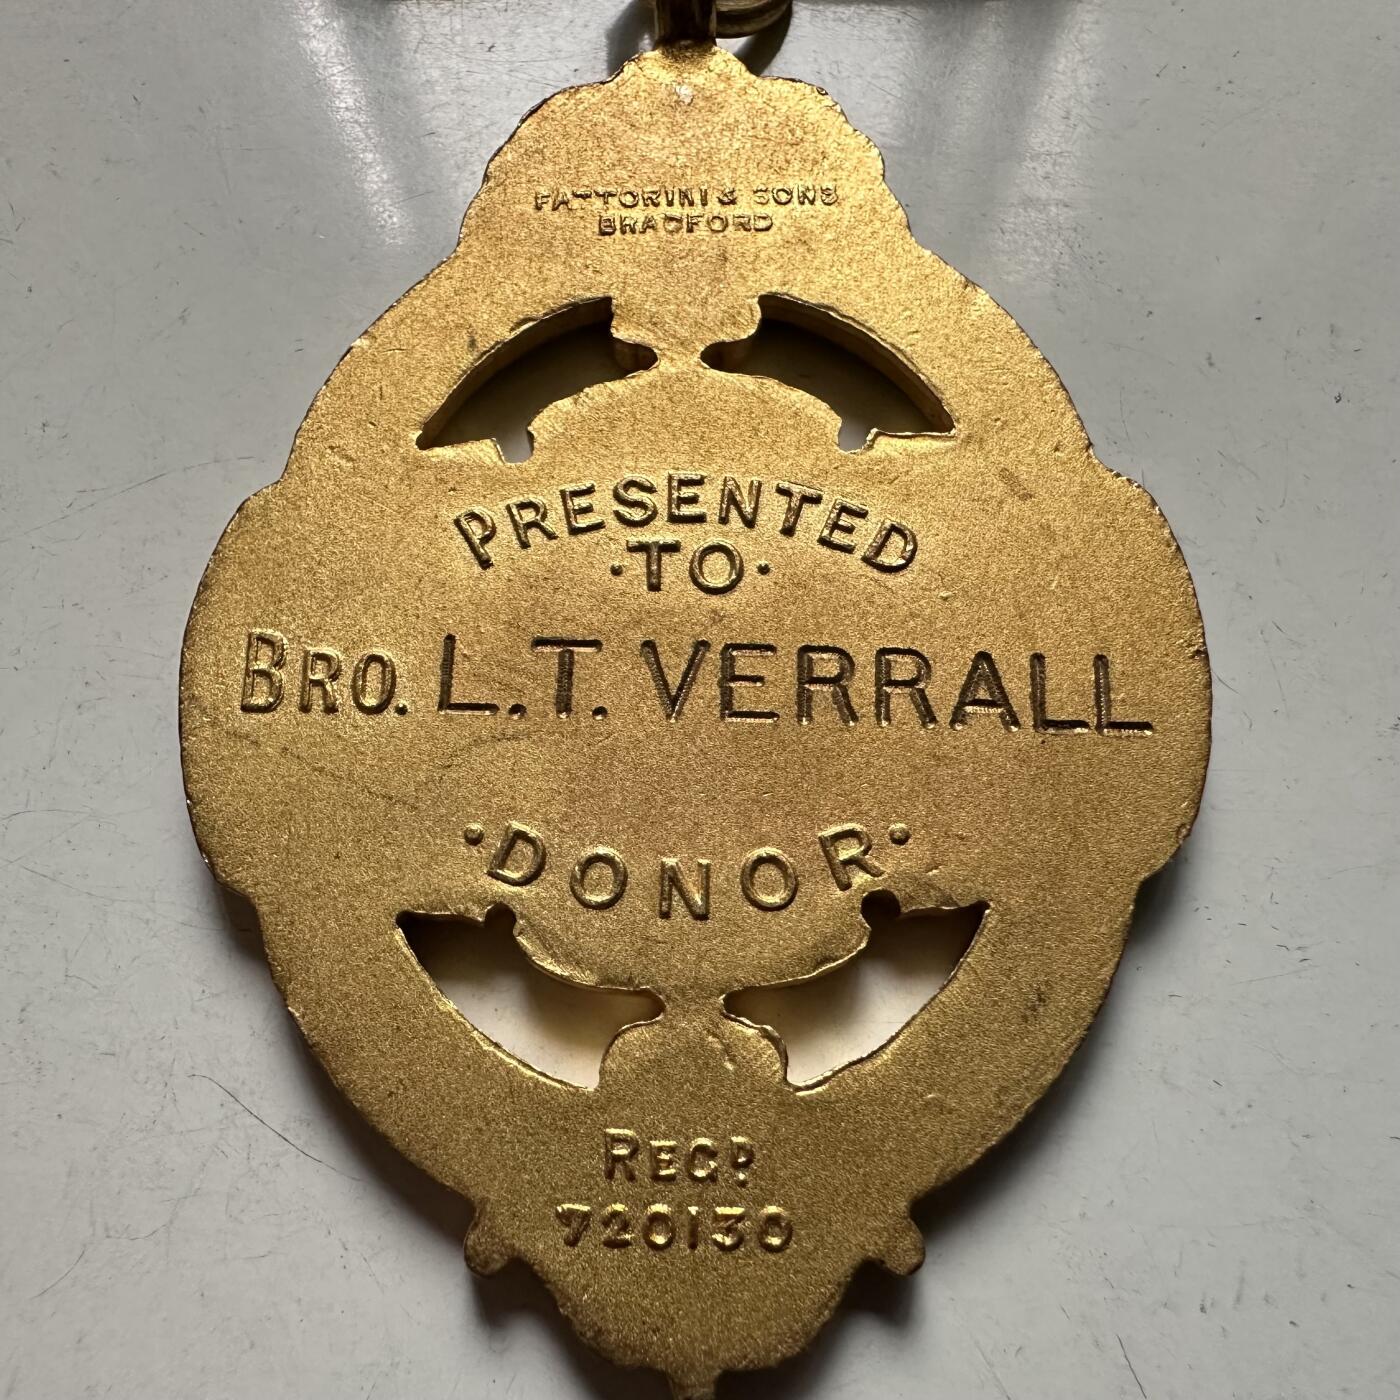 FATTORINI & SONS
BRADFORD
PRESENTED
·TO·
BRO. L.T. VERRALL
·DONOR·
REGD.
720130